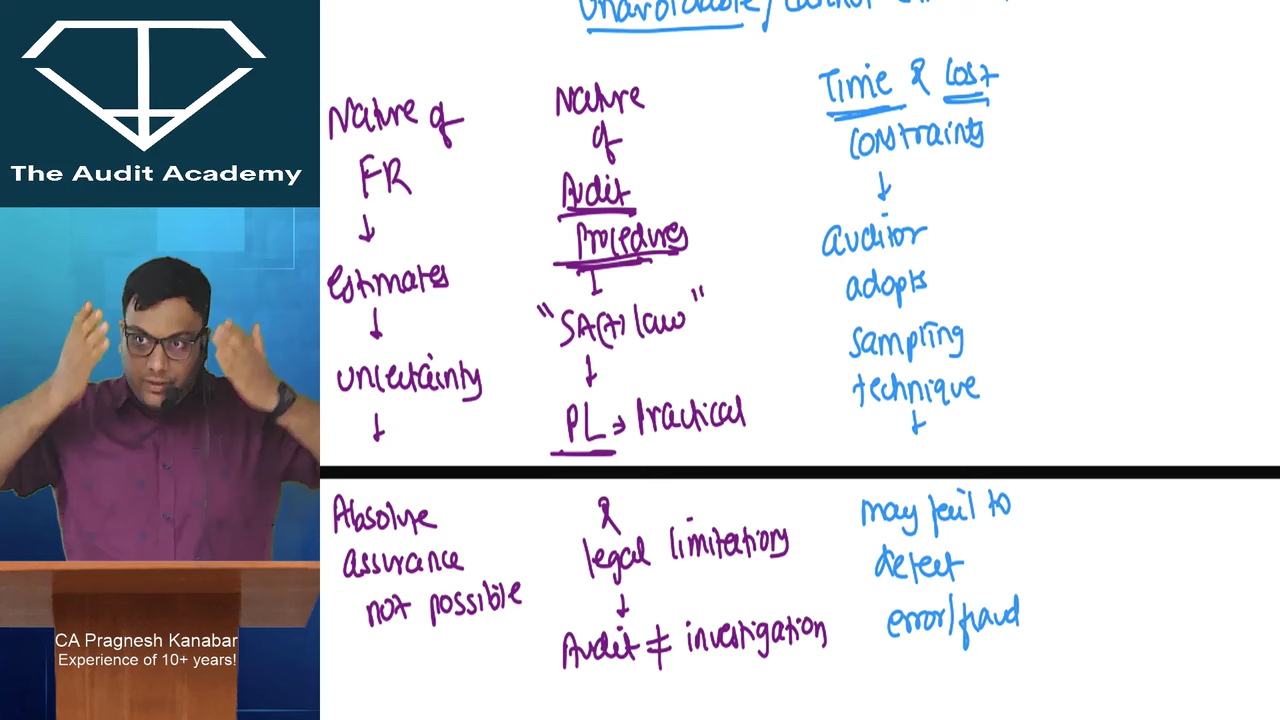 Unavoidable/
The Audit Academy
CA Pragnesh Kanabar
Experience of 10+ years!
Nature of
FR
↓
estimates
↓
uncertainty
↓
Absolute
assurance
not possible
Nature
of
Audit
Procedures
↓
"SA(A) law"
↓
PL → Practical
&
legal limitations
↓
Audit ≠ investigation
Time & Cost
constraints
↓
auditor
adopts
sampling
technique
↓
may fail to
detect
error/fraud